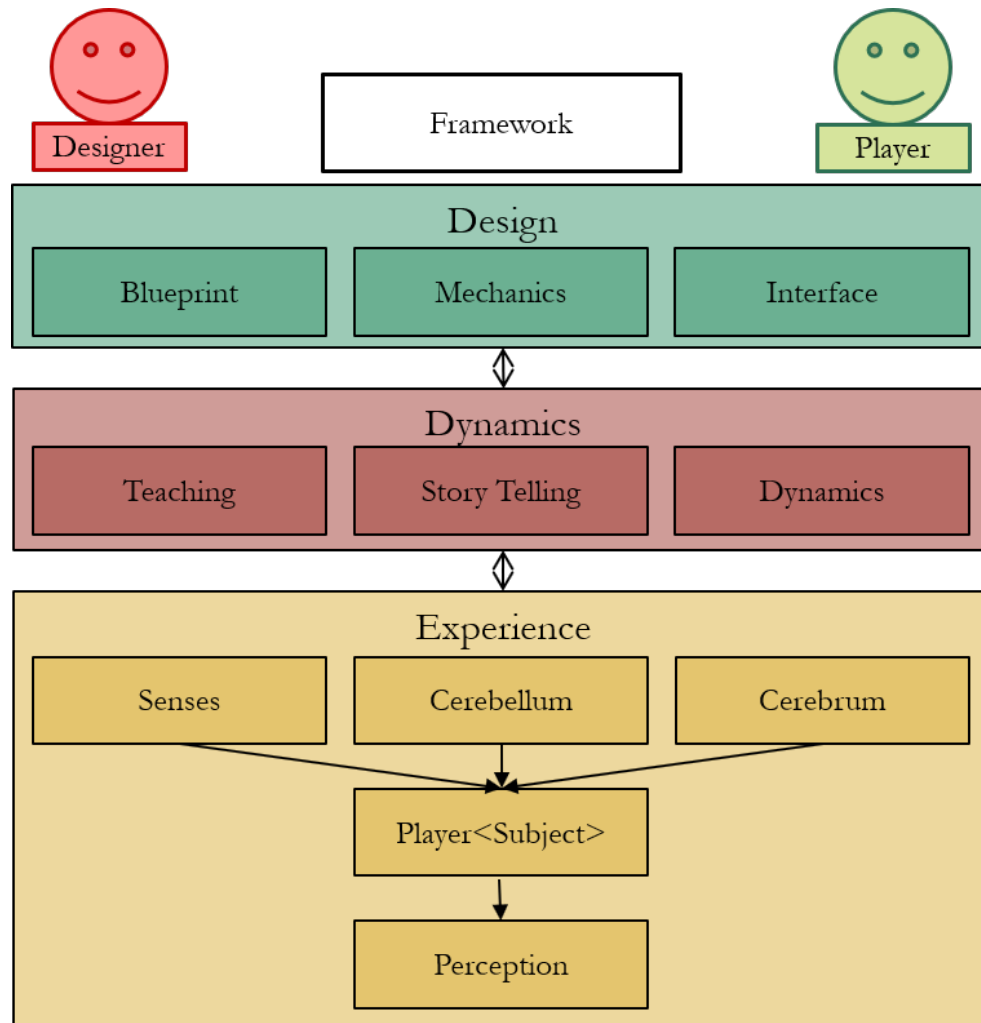 Designer
Framework
Player
Design
Blueprint
Mechanics
Interface
Dynamics
Teaching
Story Telling
Dynamics
Experience
Senses
Cerebellum
Cerebrum
Player<Subject>
Perception